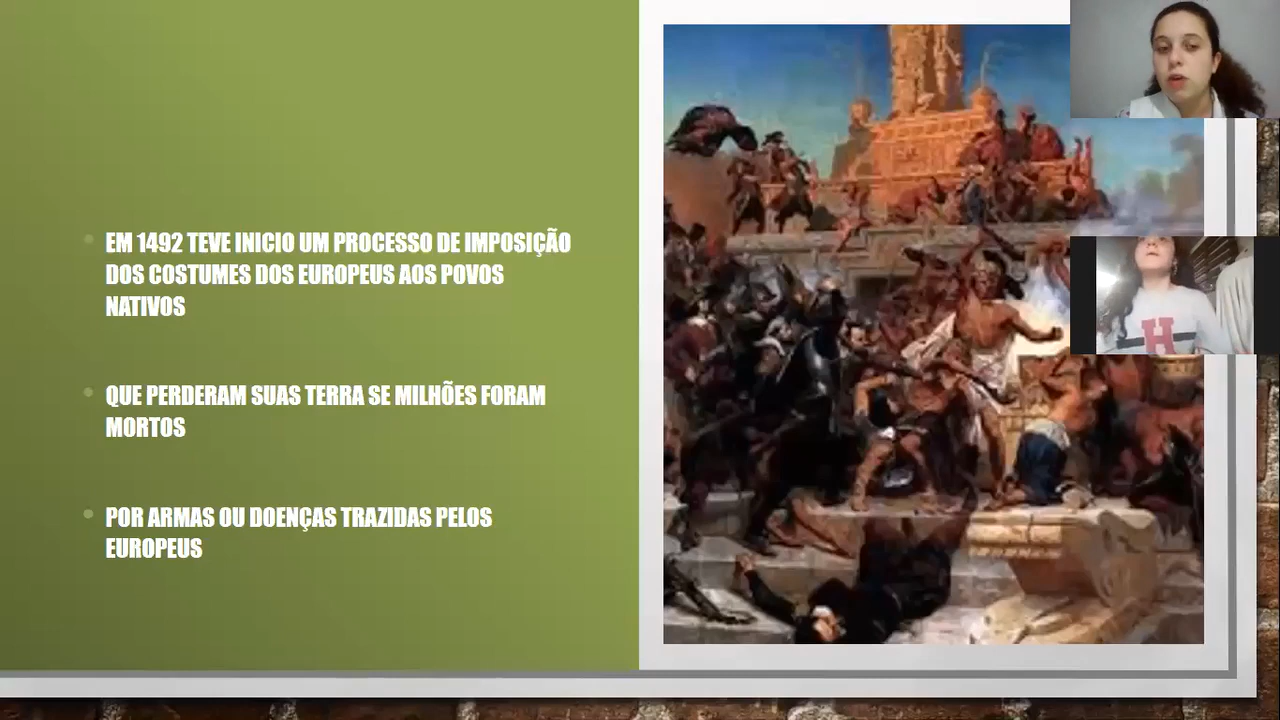 EM 1492 TEVE INICIO UM PROCESSO DE IMPOSIÇÃO
DOS COSTUMES DOS EUROPEUS AOS POVOS
NATIVOS
QUE PERDERAM SUAS TERRA SE MILHÕES FORAM
MORTOS
POR ARMAS OU DOENÇAS TRAZIDAS PELOS
EUROPEUS
H